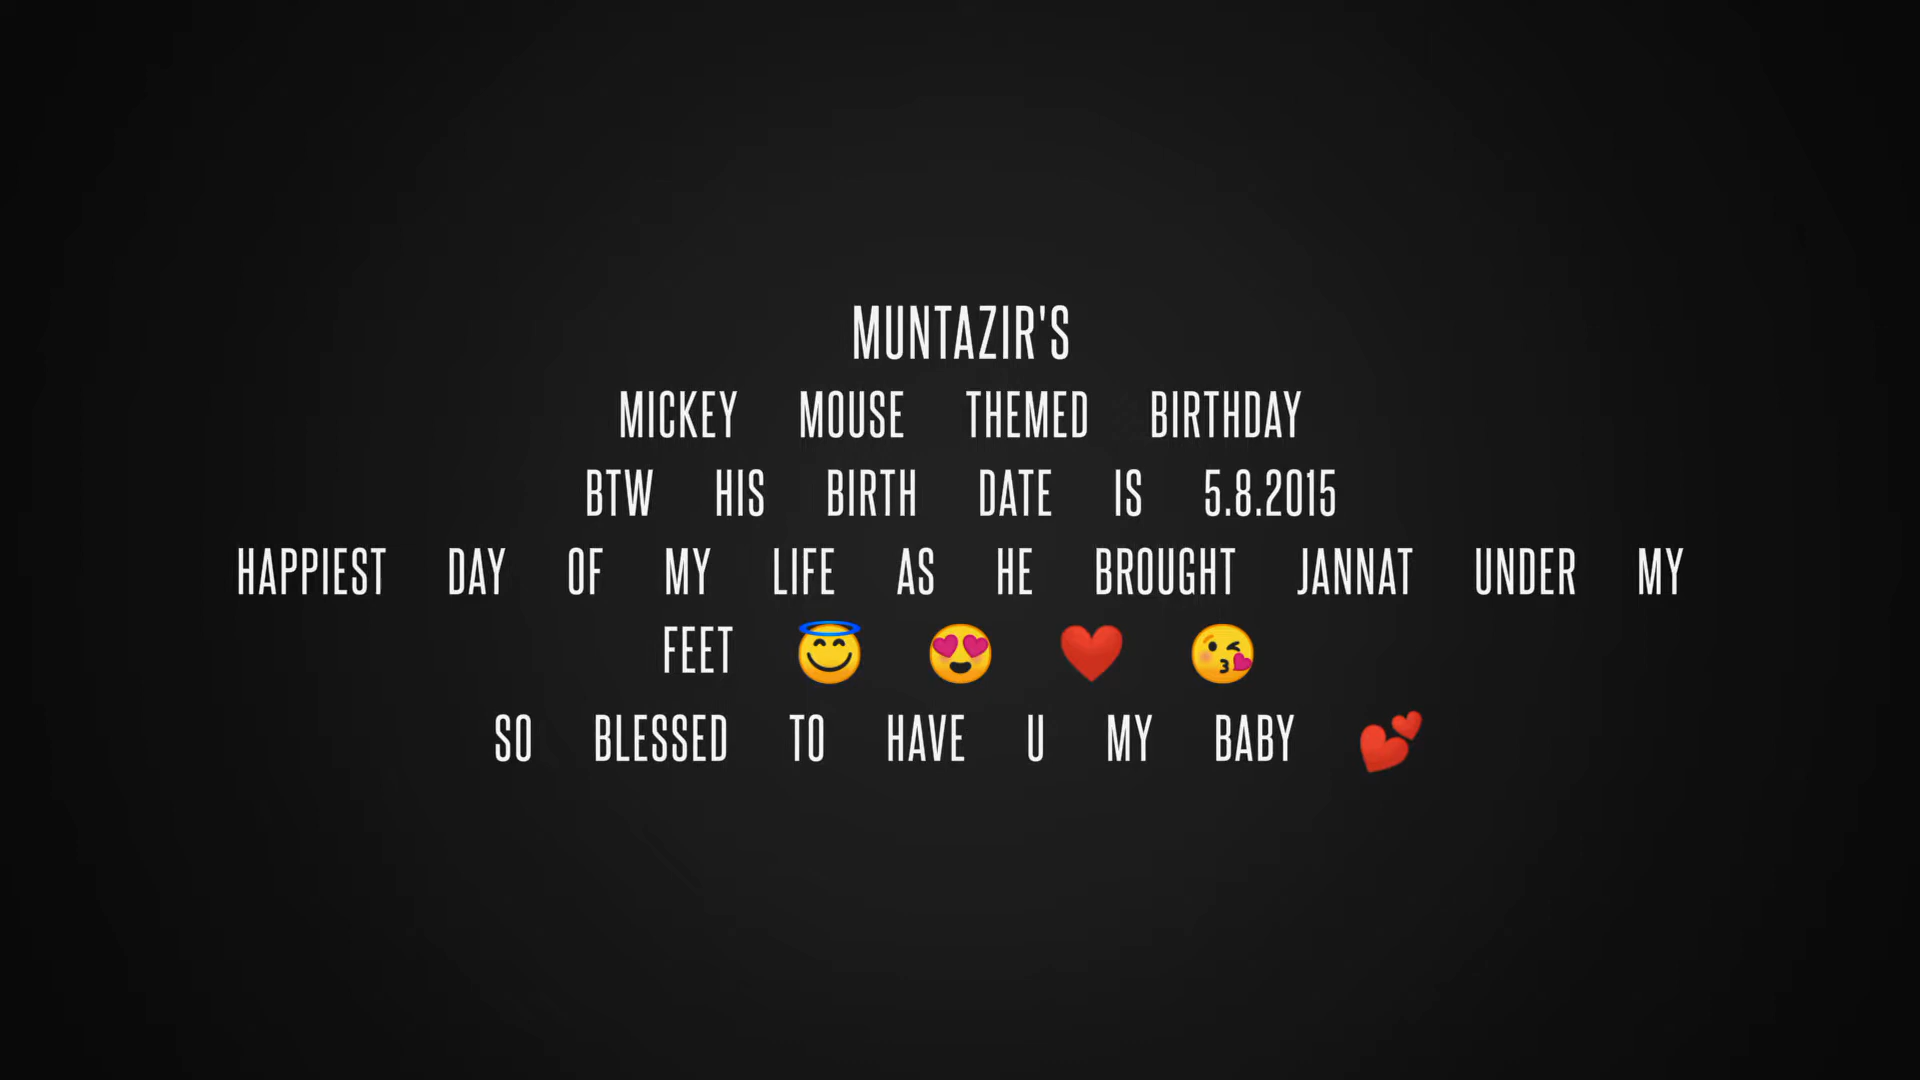 MUNTAZIR'S
MICKEY MOUSE THEMED BIRTHDAY
BTW HIS BIRTH DATE IS 5.8.2015
HAPPIEST DAY OF MY LIFE AS HE BROUGHT JANNAT UNDER MY
FEET 😇 😍 ❤️ 😘
SO BLESSED TO HAVE U MY BABY 💕